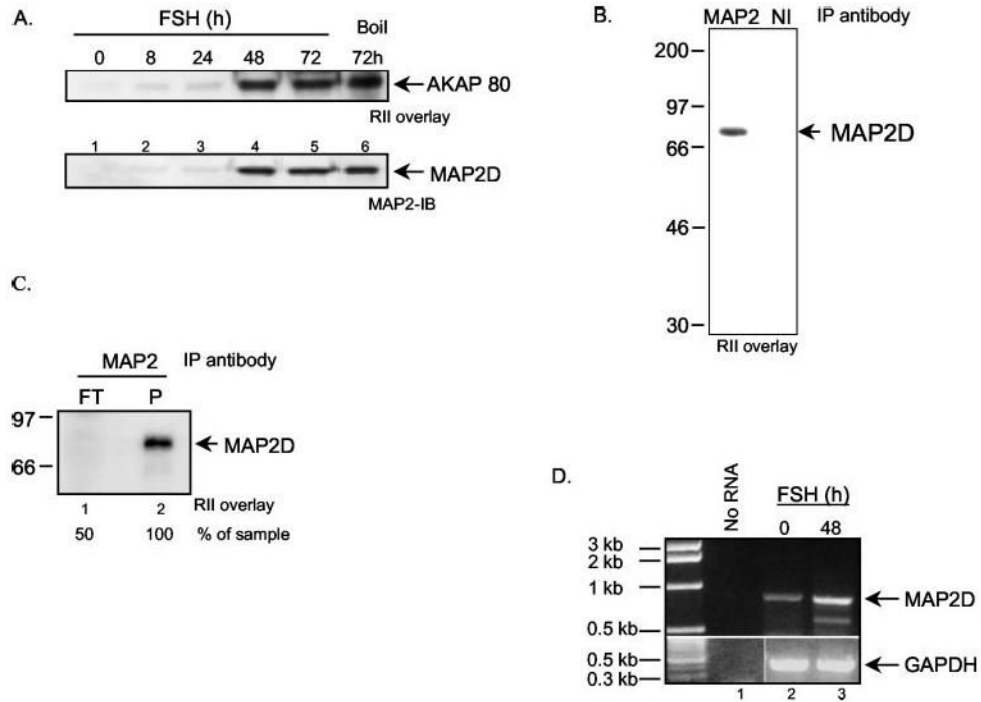 A.
FSH (h)
Boil
0 8 24 48 72 72h
AKAP 80
RII overlay
1 2 3 4 5 6
MAP2D
MAP2-IB
B.
MAP2 NI IP antibody
200
97
66
46
30
MAP2D
RII overlay
C.
MAP2 IP antibody
FT P
97
66
MAP2D
1 2 RII overlay
50 100 % of sample
D.
No RNA
FSH (h)
0 48
3 kb
2 kb
1 kb
0.5 kb
0.5 kb
0.3 kb
MAP2D
GAPDH
1 2 3